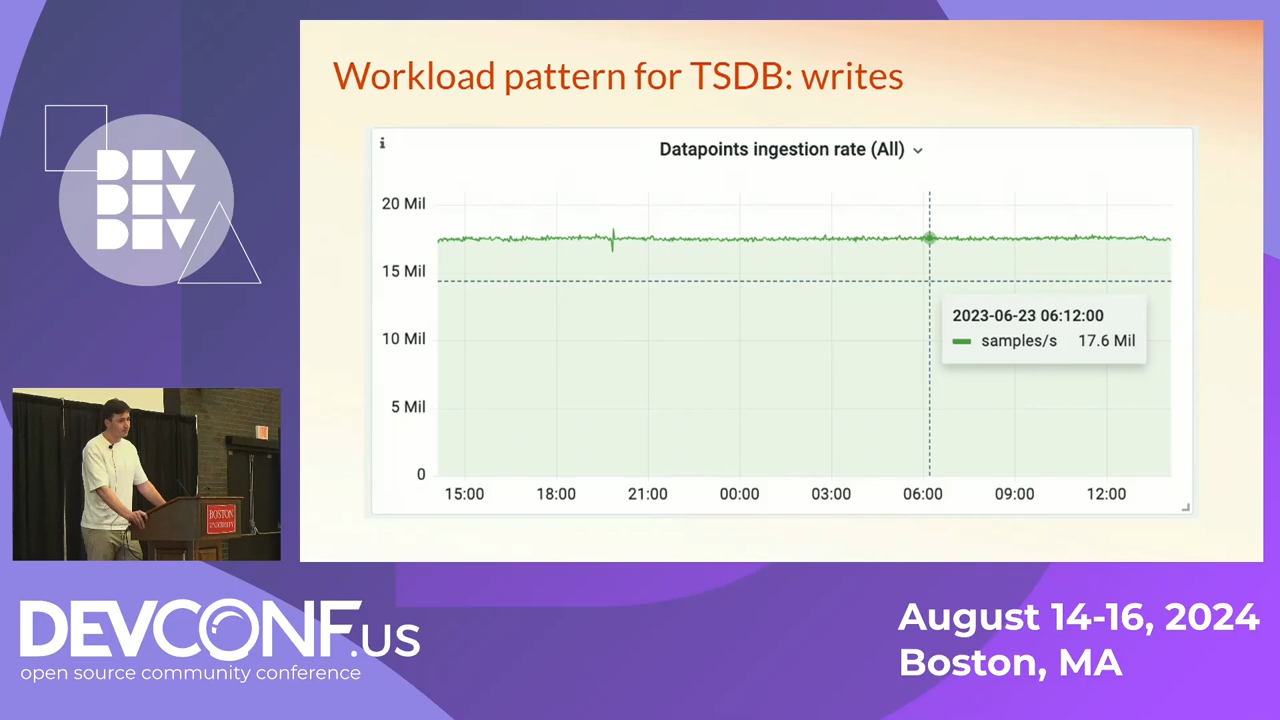 Workload pattern for TSDB: writes
i
Datapoints ingestion rate (All)
20 Mil
15 Mil
10 Mil
5 Mil
0
2023-06-23 06:12:00
samples/s 17.6 Mil
15:00 18:00 21:00 00:00 03:00 06:00 09:00 12:00
DEV
DEV
DEV
BOSTON
UNIVERSITY
DEVCONF.us
open source community conference
August 14-16, 2024
Boston, MA